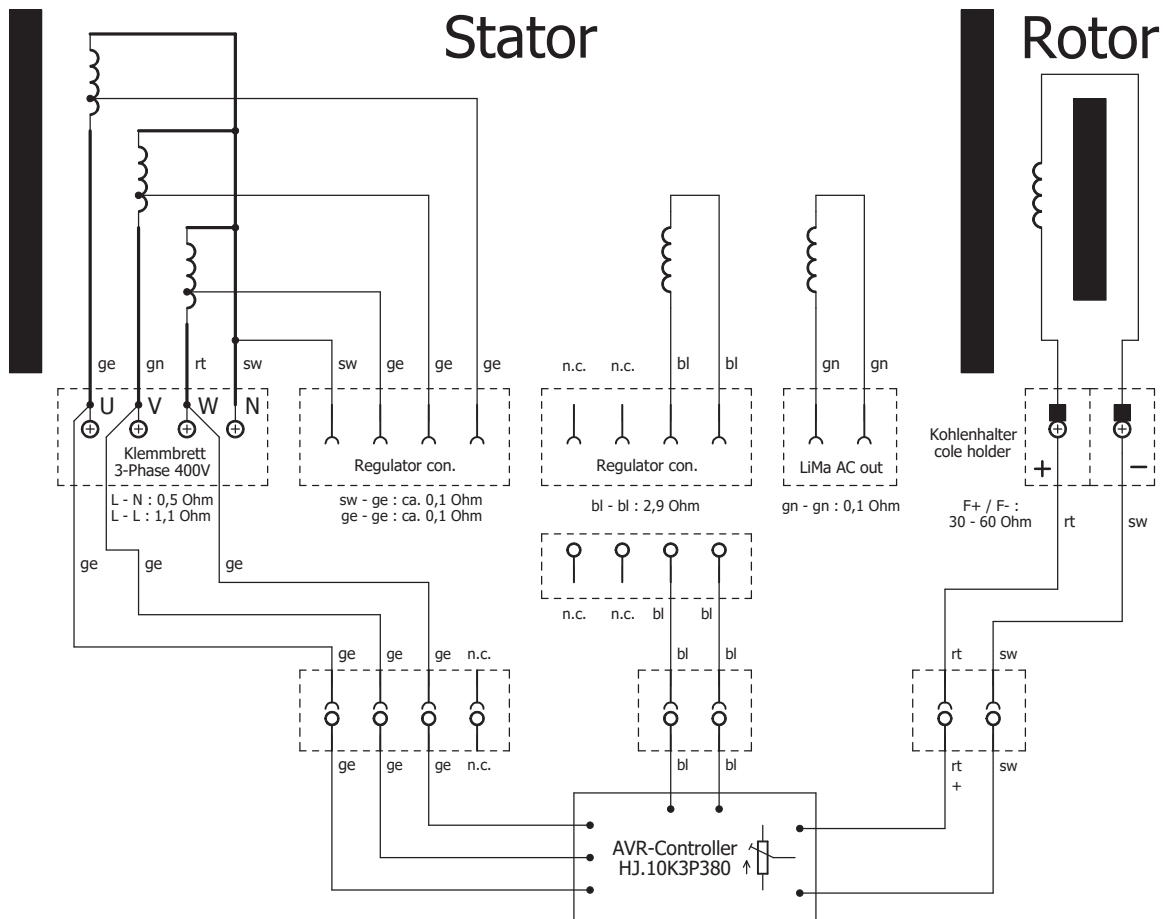 Stator
Rotor
ge gn rt sw
sw ge ge ge
n.c. n.c. bl bl
gn gn
U V W N
Klemmbrett
3-Phase 400V
Regulator con.
Regulator con.
LiMa AC out
Kohlenhalter
cole holder
+ −
L - N : 0,5 Ohm
L - L : 1,1 Ohm
sw - ge : ca. 0,1 Ohm
ge - ge : ca. 0,1 Ohm
bl - bl : 2,9 Ohm
gn - gn : 0,1 Ohm
F+ / F- :
30 - 60 Ohm
rt sw
ge ge ge
n.c. n.c. bl bl
ge ge ge n.c.
bl bl
rt sw
ge ge ge n.c.
bl bl
rt sw
+
AVR-Controller
HJ.10K3P380